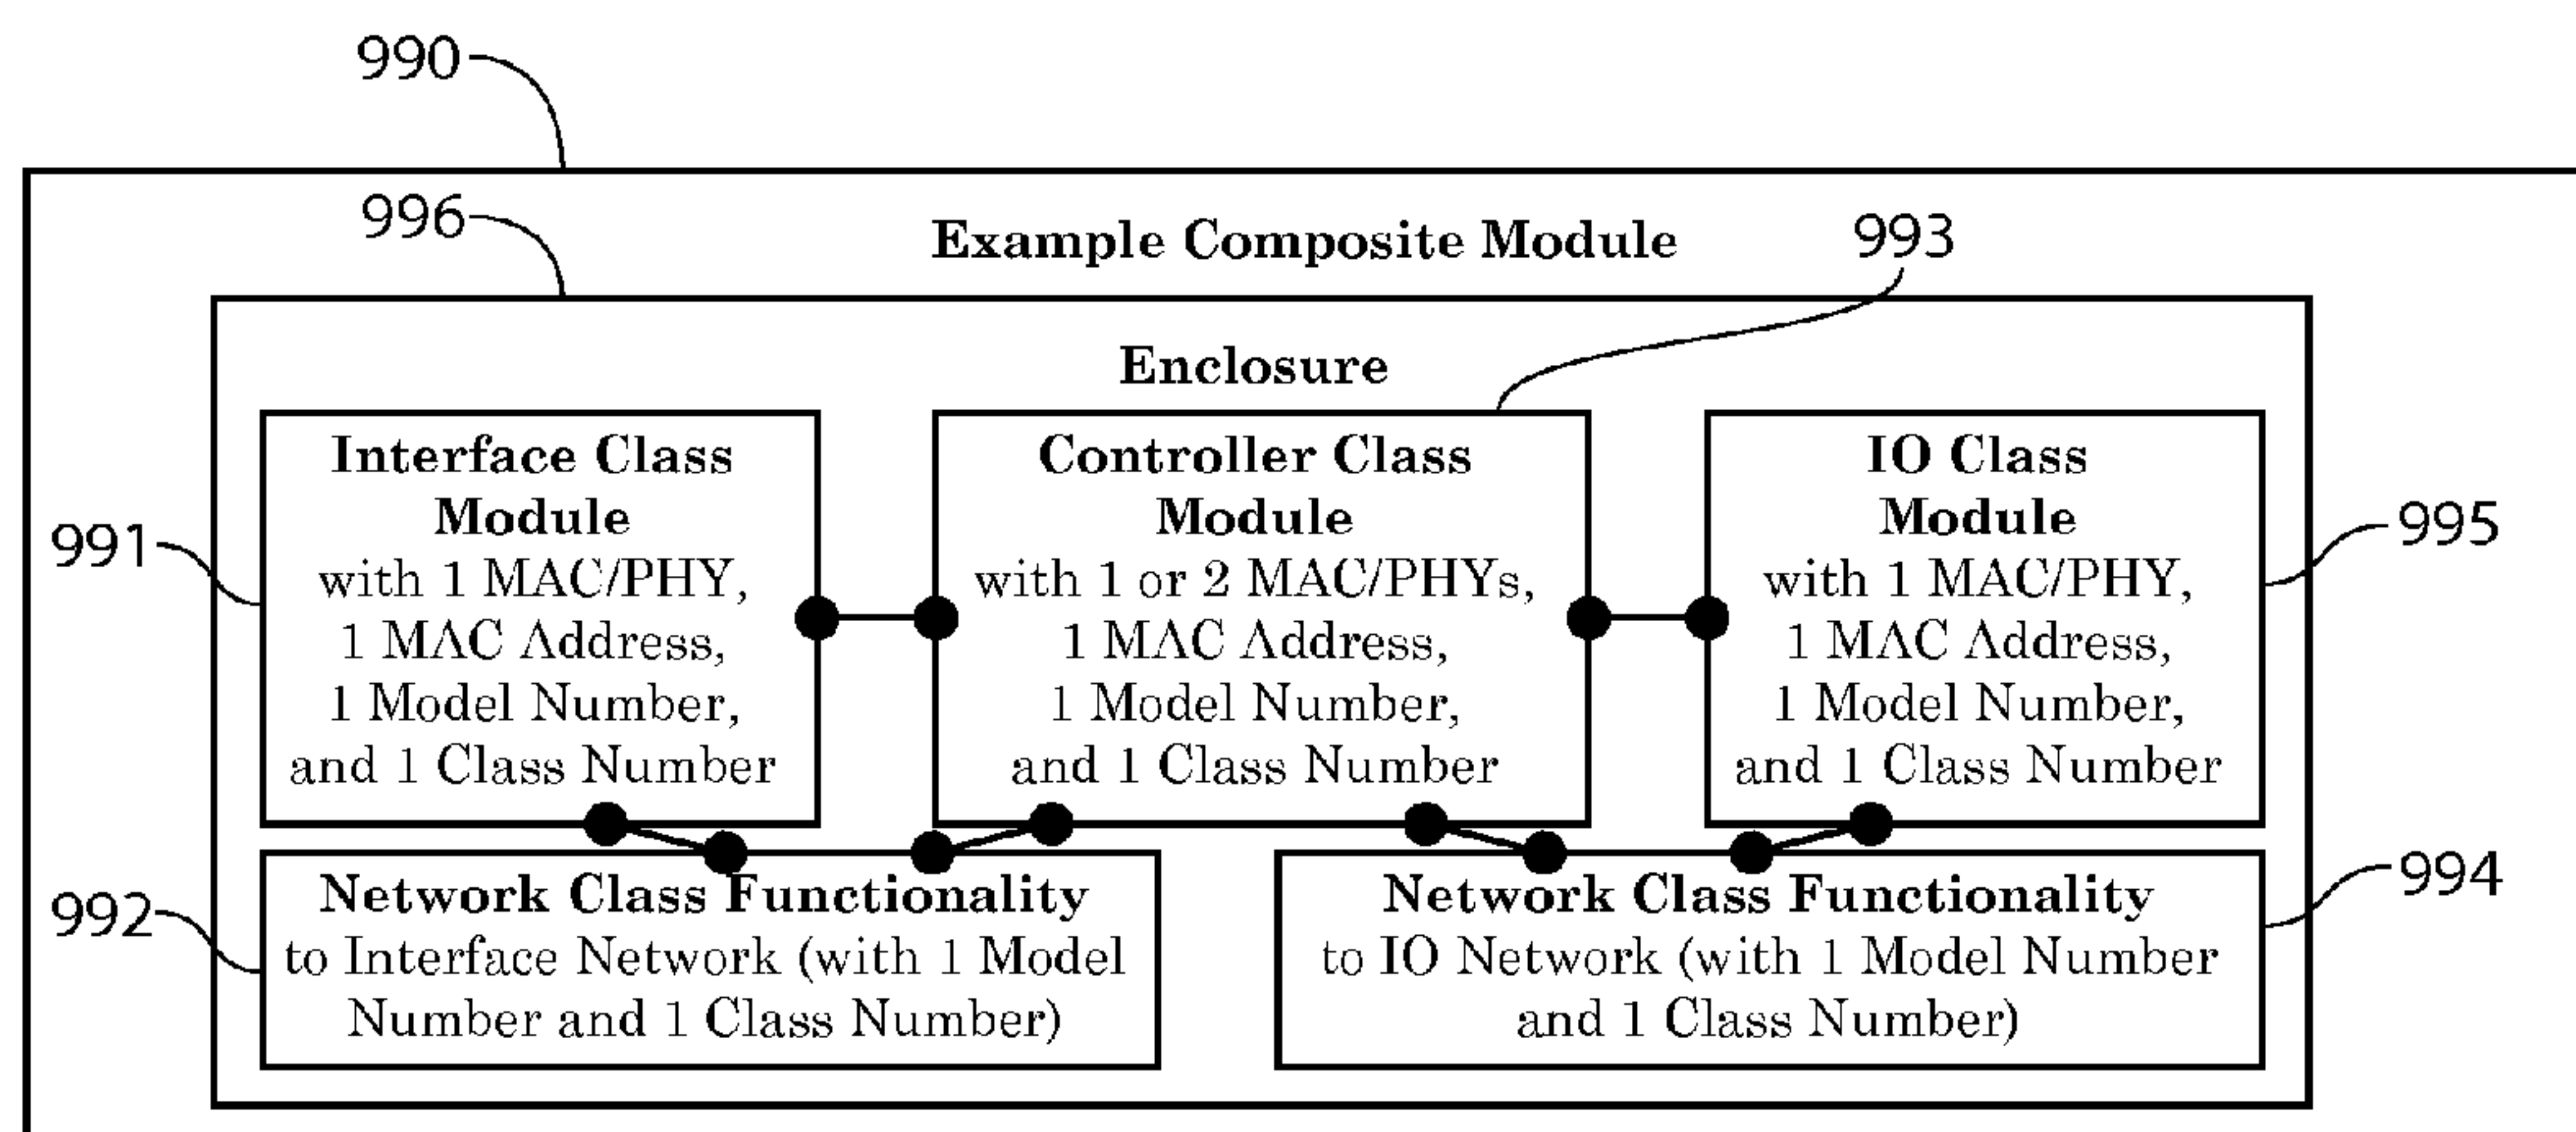 990
996
Example Composite Module
993
Enclosure
Interface Class
Module
with 1 MAC/PHY,
1 MAC Address,
1 Model Number,
and 1 Class Number
991
Controller Class
Module
with 1 or 2 MAC/PHYs,
1 MAC Address,
1 Model Number,
and 1 Class Number
IO Class
Module
with 1 MAC/PHY,
1 MAC Address,
1 Model Number,
and 1 Class Number
995
992
Network Class Functionality
to Interface Network (with 1 Model
Number and 1 Class Number)
Network Class Functionality
to IO Network (with 1 Model Number
and 1 Class Number)
994